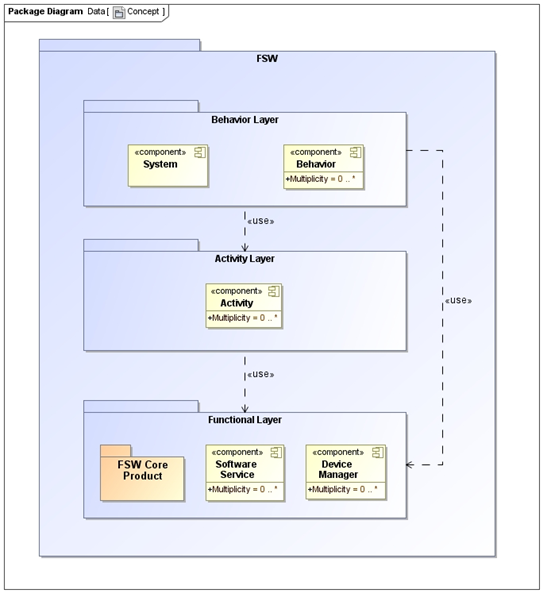 Package Diagram Data [ Concept ]
FSW
Behavior Layer
«component»
System
«component»
Behavior
+Multiplicity = 0 .. *
«use»
Activity Layer
«component»
Activity
+Multiplicity = 0 .. *
«use»
«use»
Functional Layer
FSW Core
Product
«component»
Software
Service
+Multiplicity = 0 .. *
«component»
Device
Manager
+Multiplicity = 0 .. *